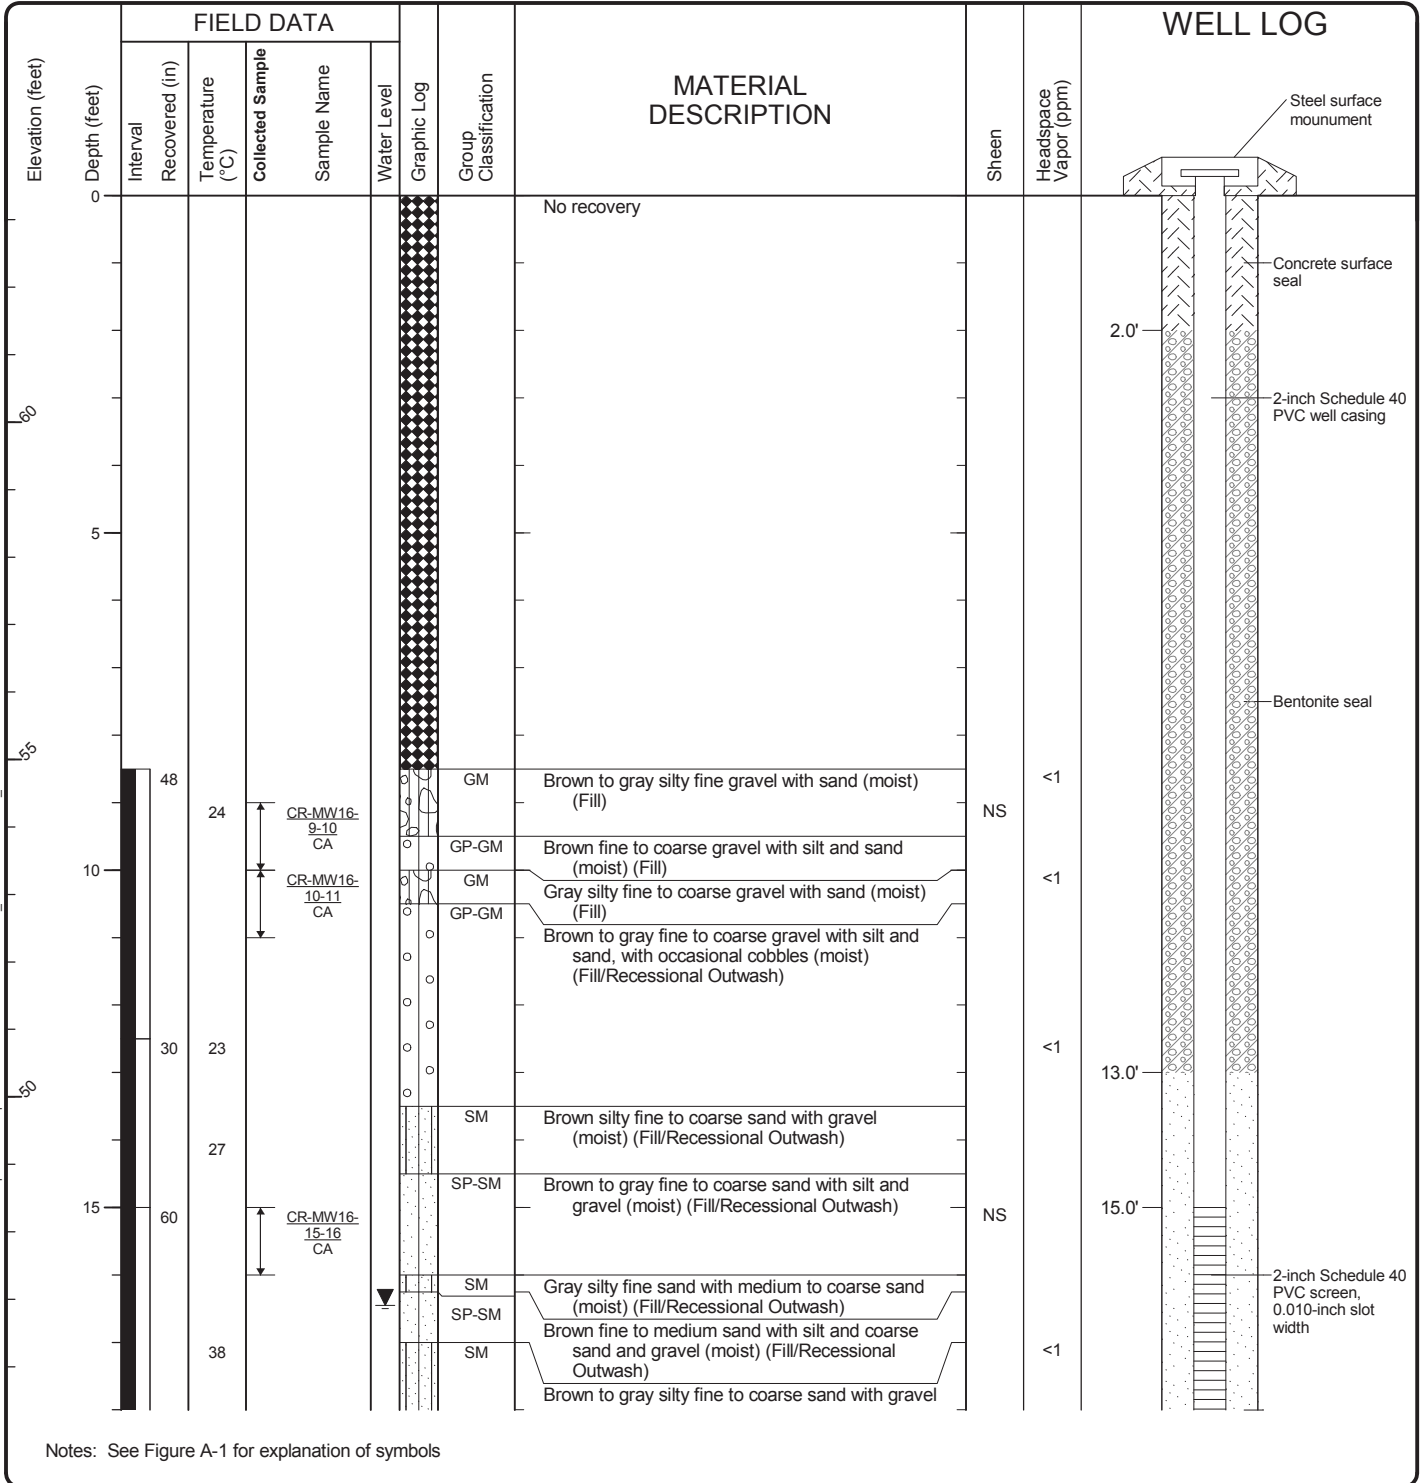 FIELD DATA
WELL LOG
Elevation (feet)
Depth (feet)
Interval
Recovered (in)
Temperature
(°C)
Collected Sample
Sample Name
Water Level
Graphic Log
Group
Classification
MATERIAL
DESCRIPTION
Sheen
Headspace
Vapor (ppm)
Steel surface
mounument
0
No recovery
Concrete surface
seal
2.0'
60
2-inch Schedule 40
PVC well casing
5
Bentonite seal
55
48
GM
Brown to gray silty fine gravel with sand (moist)
(Fill)
<1
24
CR-MW16-
9-10
CA
NS
GP-GM
Brown fine to coarse gravel with silt and sand
(moist) (Fill)
10
CR-MW16-
10-11
CA
GM
Gray silty fine to coarse gravel with sand (moist)
(Fill)
<1
GP-GM
Brown to gray fine to coarse gravel with silt and
sand, with occasional cobbles (moist)
(Fill/Recessional Outwash)
30
23
<1
50
13.0'
SM
Brown silty fine to coarse sand with gravel
(moist) (Fill/Recessional Outwash)
27
SP-SM
Brown to gray fine to coarse sand with silt and
gravel (moist) (Fill/Recessional Outwash)
15
60
CR-MW16-
15-16
CA
NS
15.0'
SM
Gray silty fine sand with medium to coarse sand
(moist) (Fill/Recessional Outwash)
2-inch Schedule 40
PVC screen,
0.010-inch slot
width
SP-SM
Brown fine to medium sand with silt and coarse
sand and gravel (moist) (Fill/Recessional
Outwash)
38
SM
<1
Brown to gray silty fine to coarse sand with gravel
Notes: See Figure A-1 for explanation of symbols